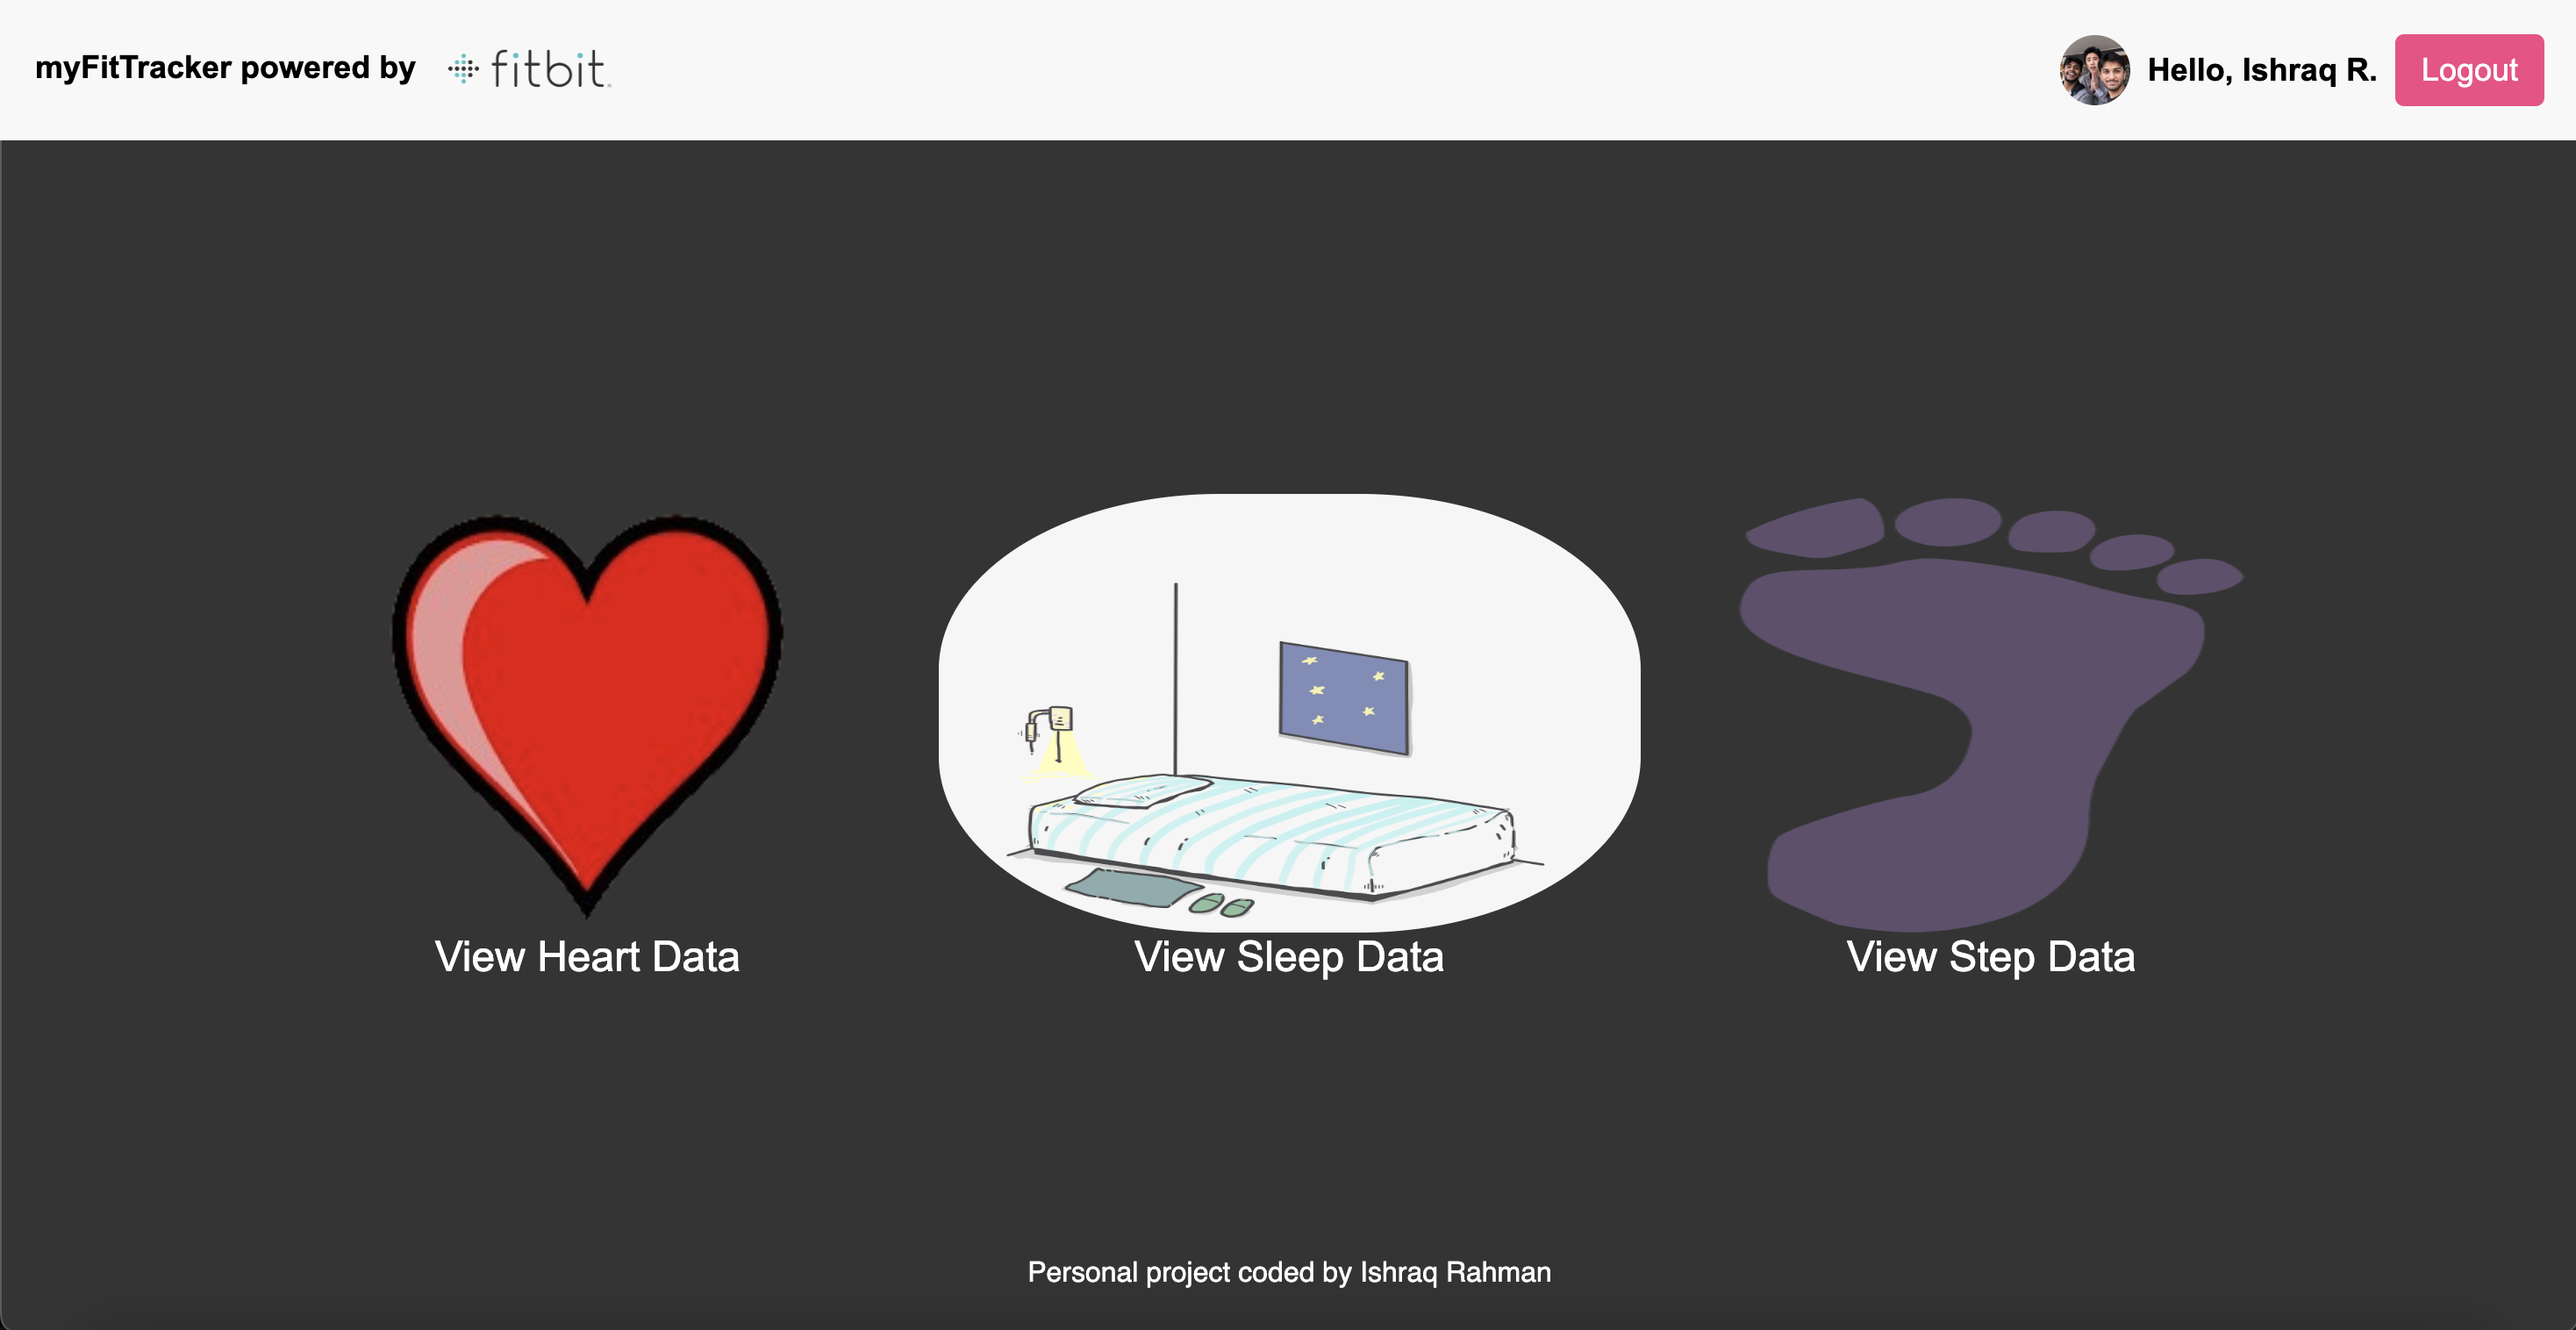 myFitTracker powered by fitbit
Hello, Ishraq R. Logout
View Heart Data
View Sleep Data
View Step Data
Personal project coded by Ishraq Rahman